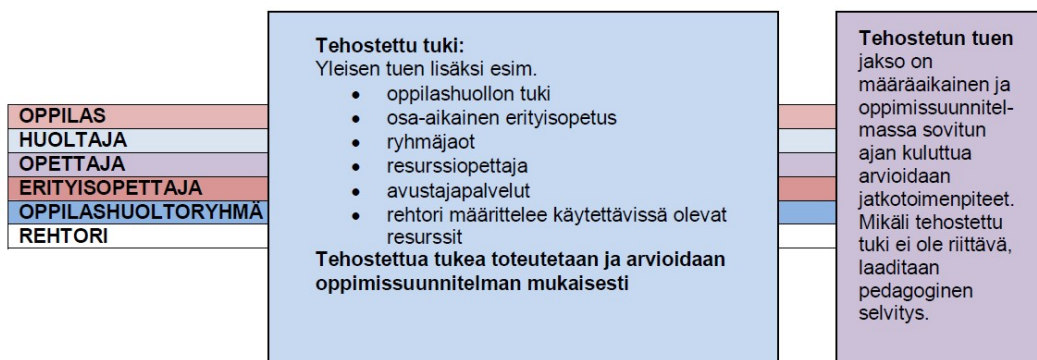 OPPILAS
HUOLTAJA
OPETTAJA
ERITYISOPETTAJA
OPPILASHUOLTORYHMÄ
REHTORI
Tehostettu tuki:
Yleisen tuen lisäksi esim.
• oppilashuollon tuki
• osa-aikainen erityisopetus
• ryhmäjaot
• resurssiopettaja
• avustajapalvelut
• rehtori määrittelee käytettävissä olevat
resurssit
Tehostettua tukea toteutetaan ja arvioidaan
oppimissuunnitelman mukaisesti
Tehostetun tuen
jakso on
määräaikainen ja
oppimissuunnitel-
massa sovitun
ajan kuluttua
arvioidaan
jatkotoimenpiteet.
Mikäli tehostettu
tuki ei ole riittävä,
laaditaan
pedagoginen
selvitys.